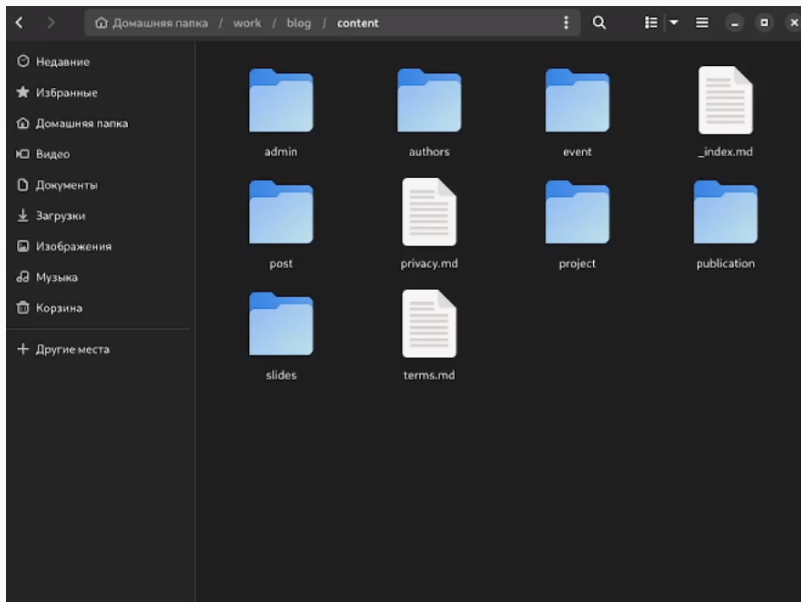 Домашняя папка / work / blog / content
Недавние
Избранные
Домашняя папка
Видео
Документы
Загрузки
Изображения
Музыка
Корзина
Другие места
admin authors event _index.md
post privacy.md project publication
slides terms.md